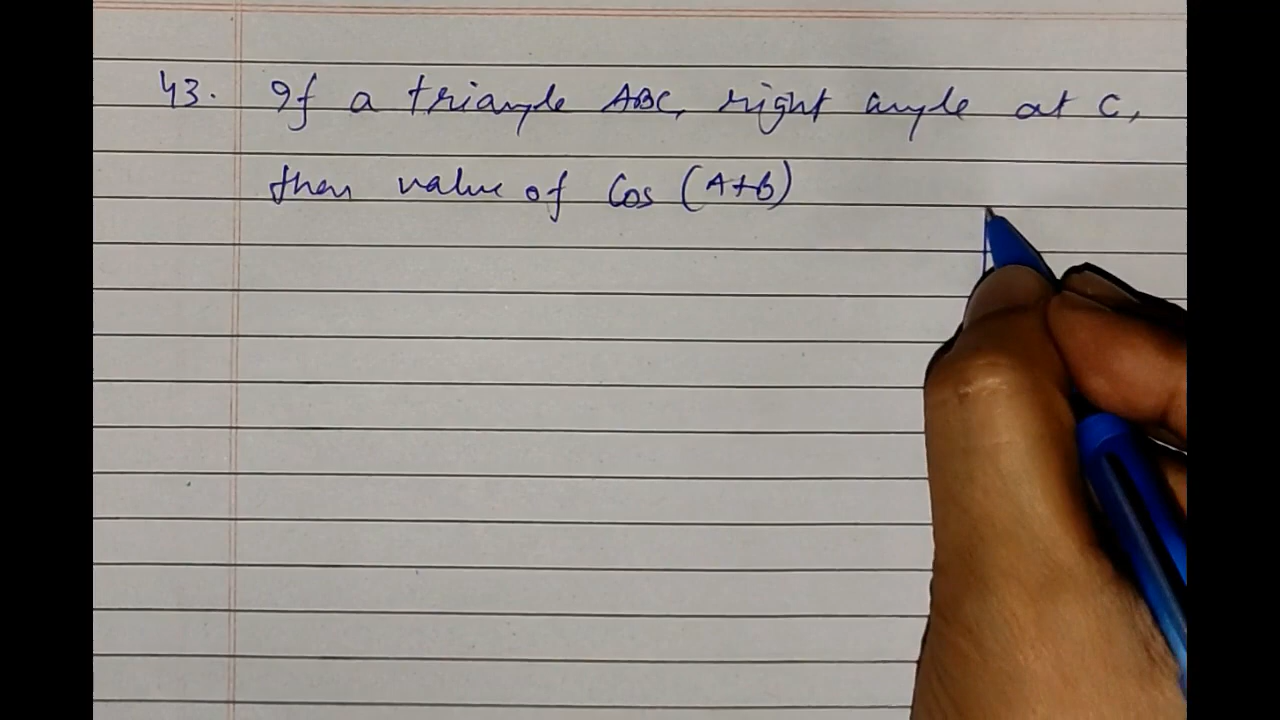 43. If a triangle ABC, right angle at C,
then value of Cos (A+B)